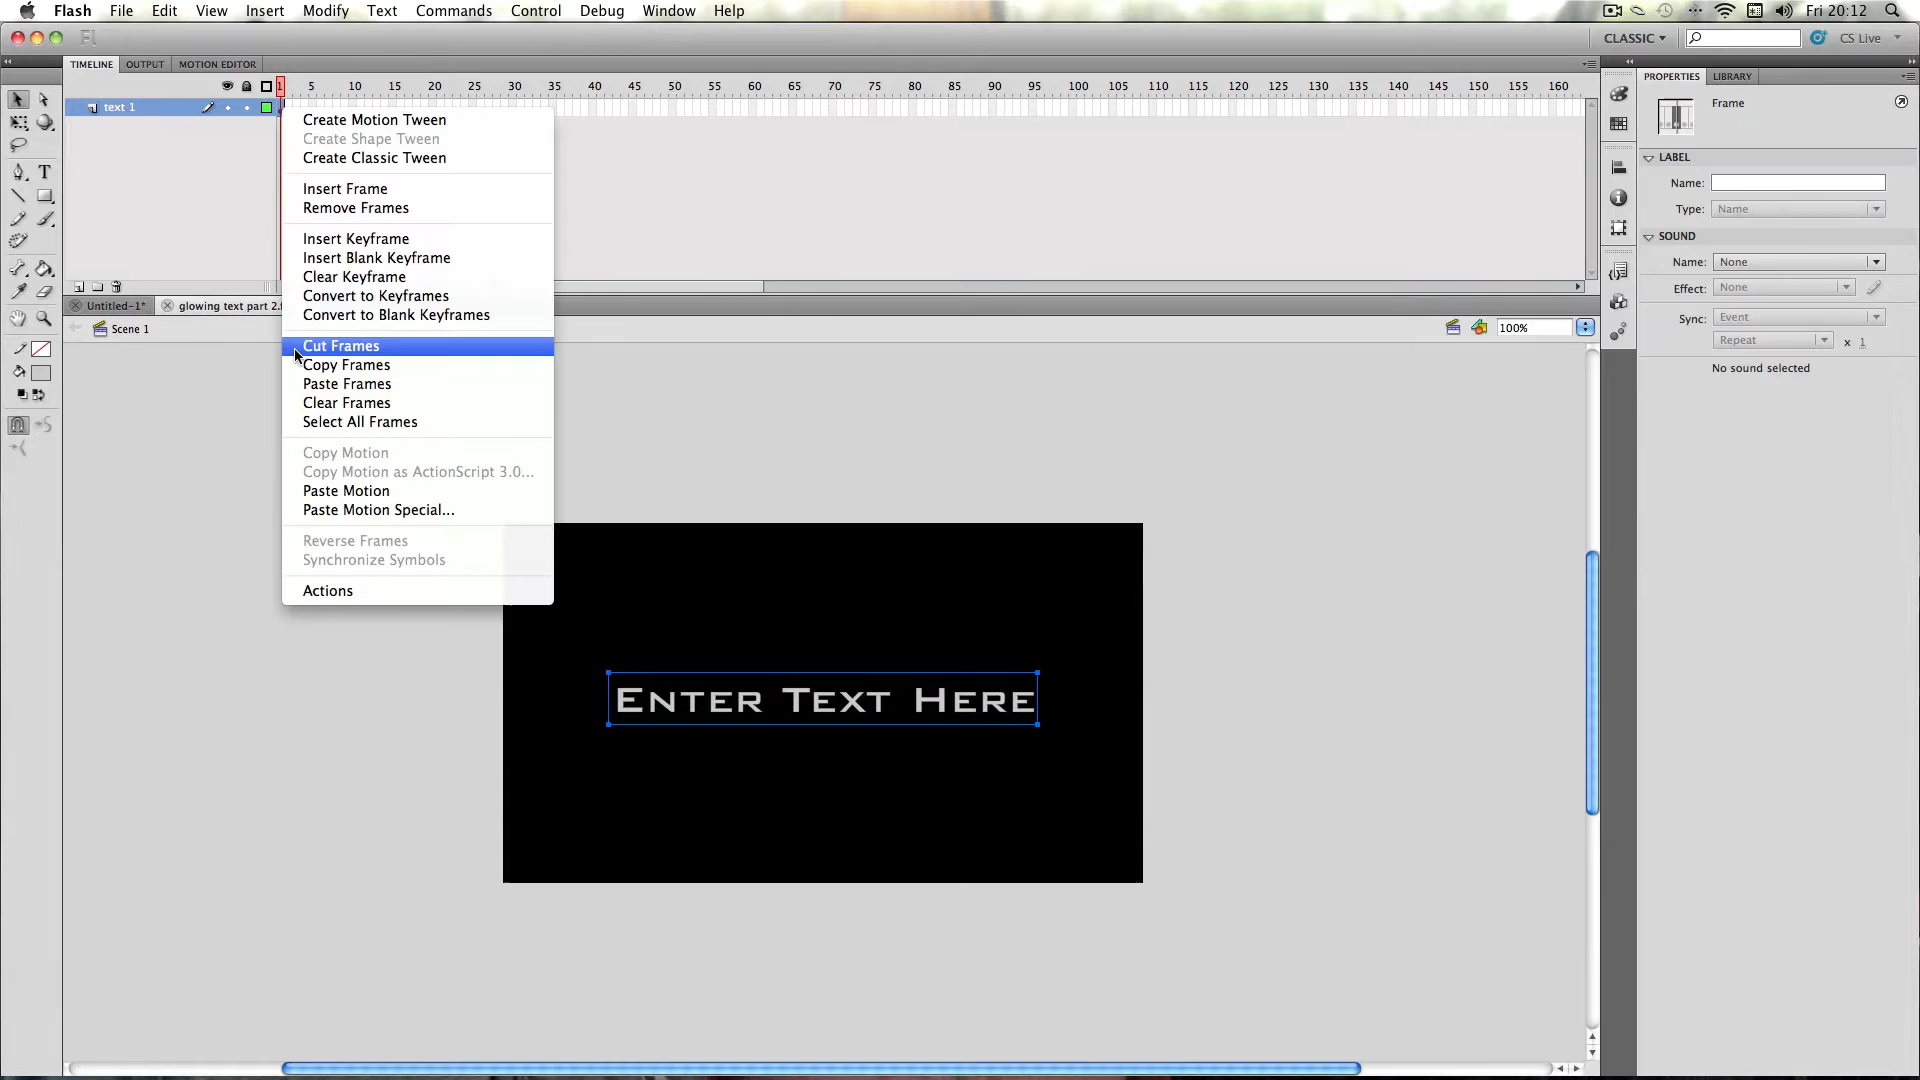 Flash File Edit View Insert Modify Text Commands Control Debug Window Help Fri 20:12
Fl CLASSIC CS Live
TIMELINE OUTPUT MOTION EDITOR PROPERTIES LIBRARY
1 5 10 15 20 25 30 35 40 45 50 55 60 65 70 75 80 85 90 95 100 105 110 115 120 125 130 135 140 145 150 155 160
text 1
Create Motion Tween
Create Shape Tween
Create Classic Tween
Insert Frame
Remove Frames
Insert Keyframe
Insert Blank Keyframe
Clear Keyframe
Convert to Keyframes
Convert to Blank Keyframes
Cut Frames
Copy Frames
Paste Frames
Clear Frames
Select All Frames
Copy Motion
Copy Motion as ActionScript 3.0...
Paste Motion
Paste Motion Special...
Reverse Frames
Synchronize Symbols
Actions
Untitled-1* glowing text part 2.f
Scene 1 100%
Enter Text Here
Frame
LABEL
Name:
Type: Name
SOUND
Name: None
Effect: None
Sync: Event
Repeat x 1
No sound selected